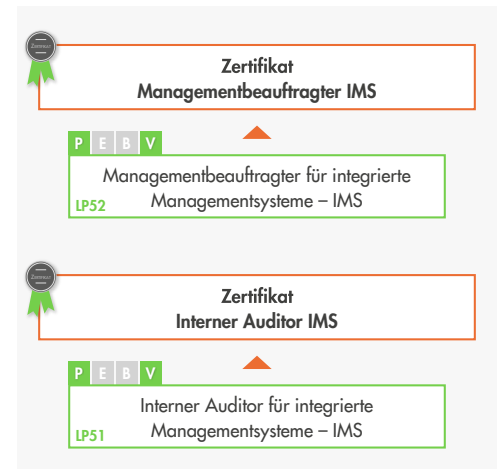 Zertifikat
Managementbeauftragter IMS
P E B V
Managementbeauftragter für integrierte
LP52 Managementsysteme – IMS
Zertifikat
Interner Auditor IMS
P E B V
Interner Auditor für integrierte
LP51 Managementsysteme – IMS